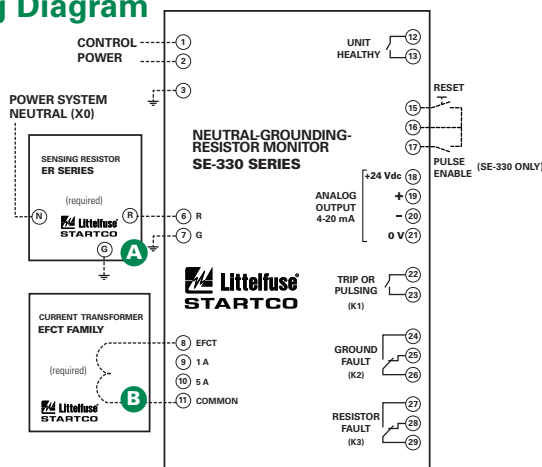 g Diagram
CONTROL
POWER
1
2
3
POWER SYSTEM
NEUTRAL (X0)
SENSING RESISTOR
ER SERIES
(required)
N
R
Littelfuse®
STARTCO
G
A
6 R
7 G
CURRENT TRANSFORMER
EFCT FAMILY
(required)
Littelfuse
STARTCO
B
8 EFCT
9 1 A
10 5 A
11 COMMON
NEUTRAL-GROUNDING-
RESISTOR MONITOR
SE-330 SERIES
Littelfuse®
STARTCO
UNIT
HEALTHY
12
13
RESET
15
16
17
PULSE
ENABLE
(SE-330 ONLY)
ANALOG
OUTPUT
4-20 mA
+24 Vdc 18
+ 19
– 20
0 V 21
TRIP OR
PULSING
(K1)
22
23
GROUND
FAULT
(K2)
24
25
26
RESISTOR
FAULT
(K3)
27
28
29